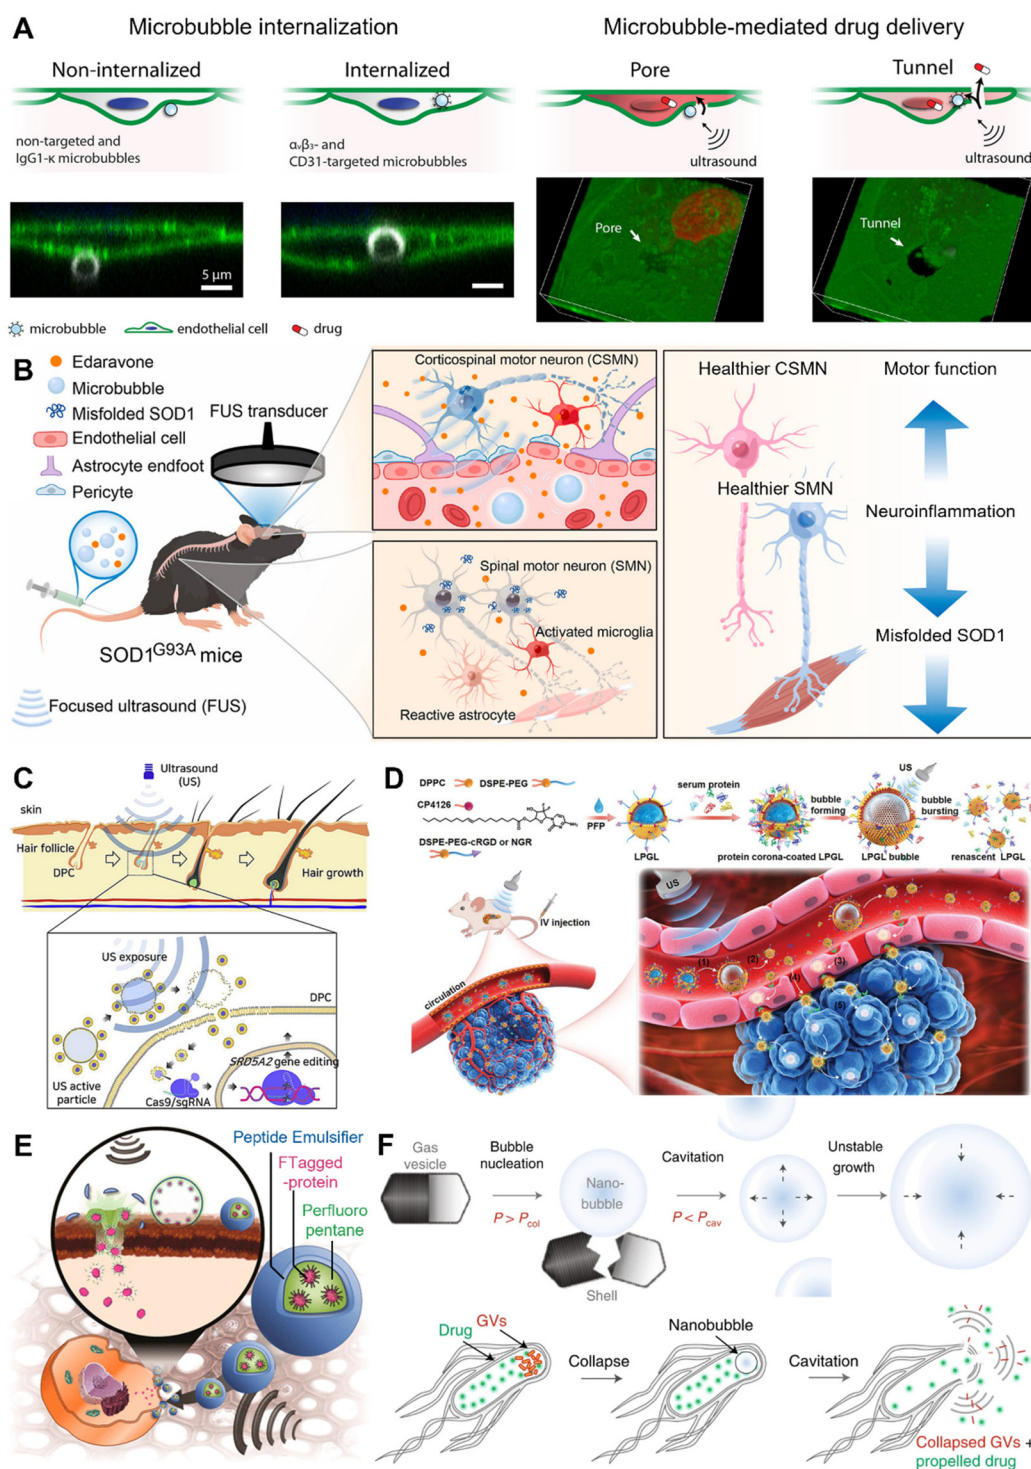 A
Microbubble internalization
Microbubble-mediated drug delivery
Non-internalized
Internalized
Pore
Tunnel
non-targeted and
IgG1-κ microbubbles
αᵥβ₃- and
CD31-targeted microbubbles
ultrasound
ultrasound
5 μm
Pore
Tunnel
microbubble
endothelial cell
drug
B
Edaravone
Microbubble
Misfolded SOD1
Endothelial cell
Astrocyte endfoot
Pericyte
FUS transducer
SOD1ᴳ⁹³ᴬ mice
Focused ultrasound (FUS)
Corticospinal motor neuron (CSMN)
Spinal motor neuron (SMN)
Activated microglia
Reactive astrocyte
Healthier CSMN
Motor function
Healthier SMN
Neuroinflammation
Misfolded SOD1
C
Ultrasound
(US)
skin
Hair follicle
DPC
Hair growth
US exposure
DPC
SRD5A2 gene editing
US active
particle
Cas9/sgRNA
D
DPPC
DSPE-PEG
CP4126
DSPE-PEG-cRGD or NGR
PFP
LPGL
serum protein
protein corona-coated LPGL
bubble
forming
US
LPGL bubble
bubble
bursting
renascent LPGL
IV injection
circulation
US
(1)
(2)
(3)
(4)
(5)
E
Peptide Emulsifier
FTagged
-protein
Perfluoro
pentane
F
Gas
vesicle
Bubble
nucleation
P > Pcol
Nano-
bubble
Shell
Cavitation
P < Pcav
Unstable
growth
Drug
GVs
Collapse
Nanobubble
Cavitation
Collapsed GVs +
propelled drug